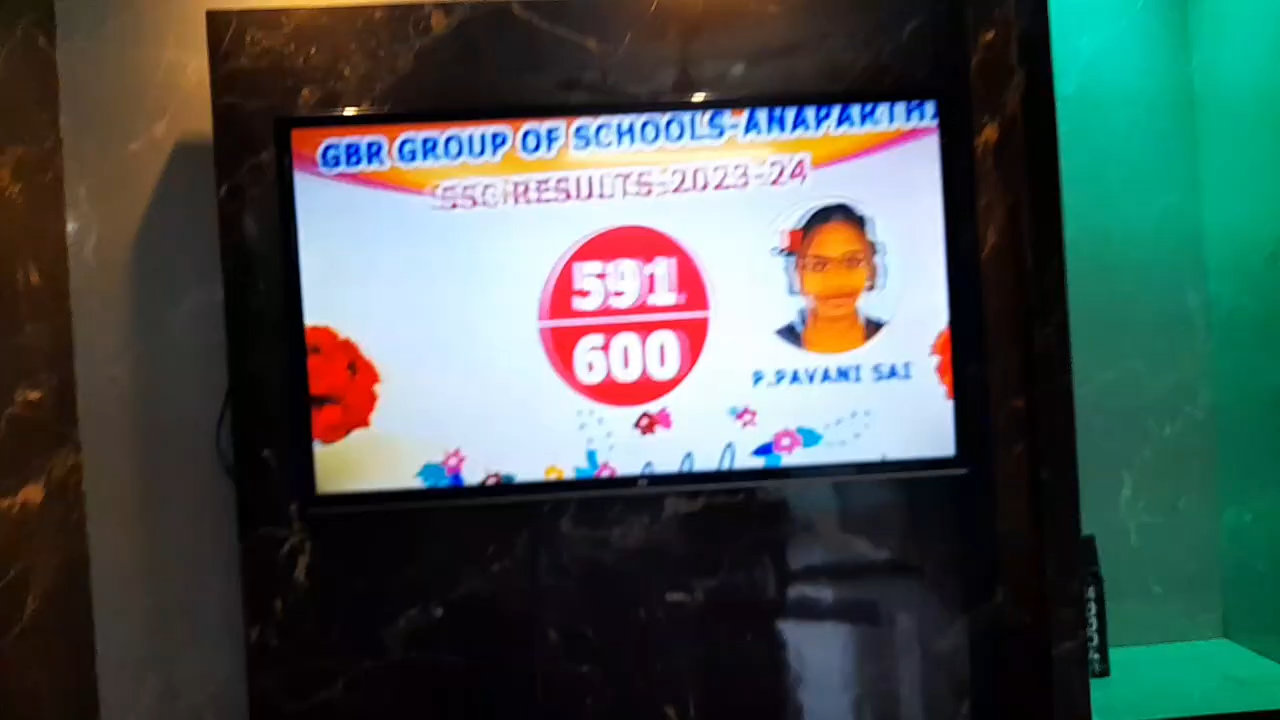 GBR GROUP OF SCHOOLS-ANAPARTHI
SSC RESULTS-2023-24
591
600
P.PAVANI SAI